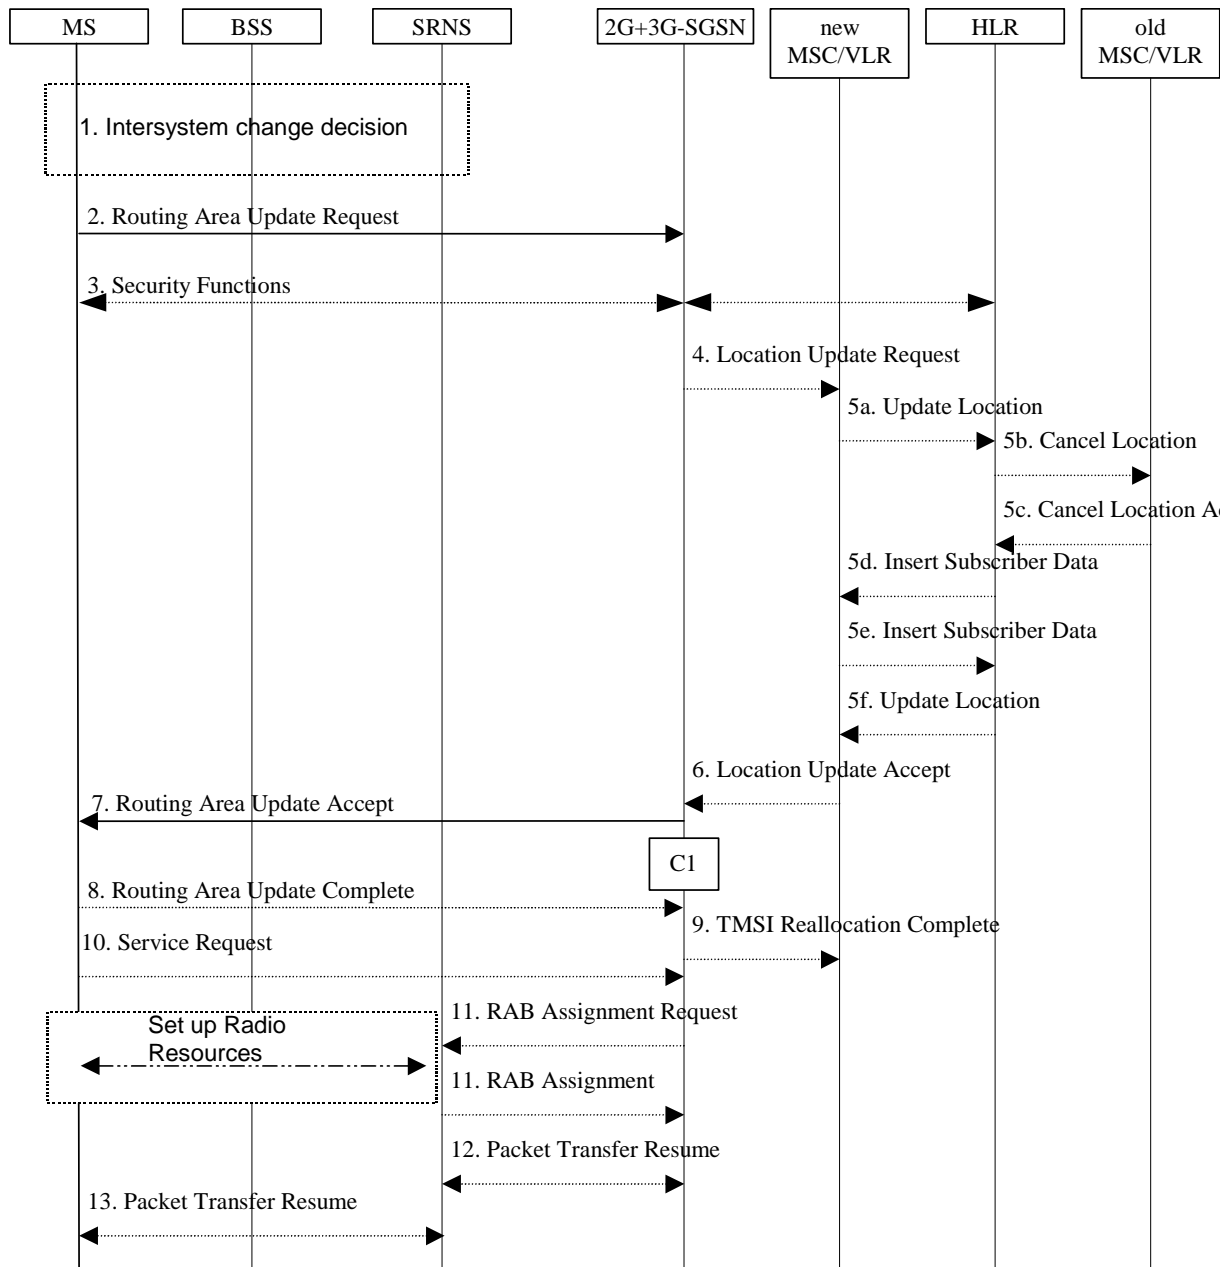 MS
BSS
SRNS
2G+3G-SGSN
new
MSC/VLR
HLR
old
MSC/VLR
1. Intersystem change decision
2. Routing Area Update Request
3. Security Functions
4. Location Update Request
5a. Update Location
5b. Cancel Location
5c. Cancel Location
5d. Insert Subscriber Data
5e. Insert Subscriber Data
5f. Update Location
6. Location Update Accept
7. Routing Area Update Accept
C1
8. Routing Area Update Complete
9. TMSI Reallocation Complete
10. Service Request
11. RAB Assignment Request
Set up Radio
Resources
11. RAB Assignment
12. Packet Transfer Resume
13. Packet Transfer Resume